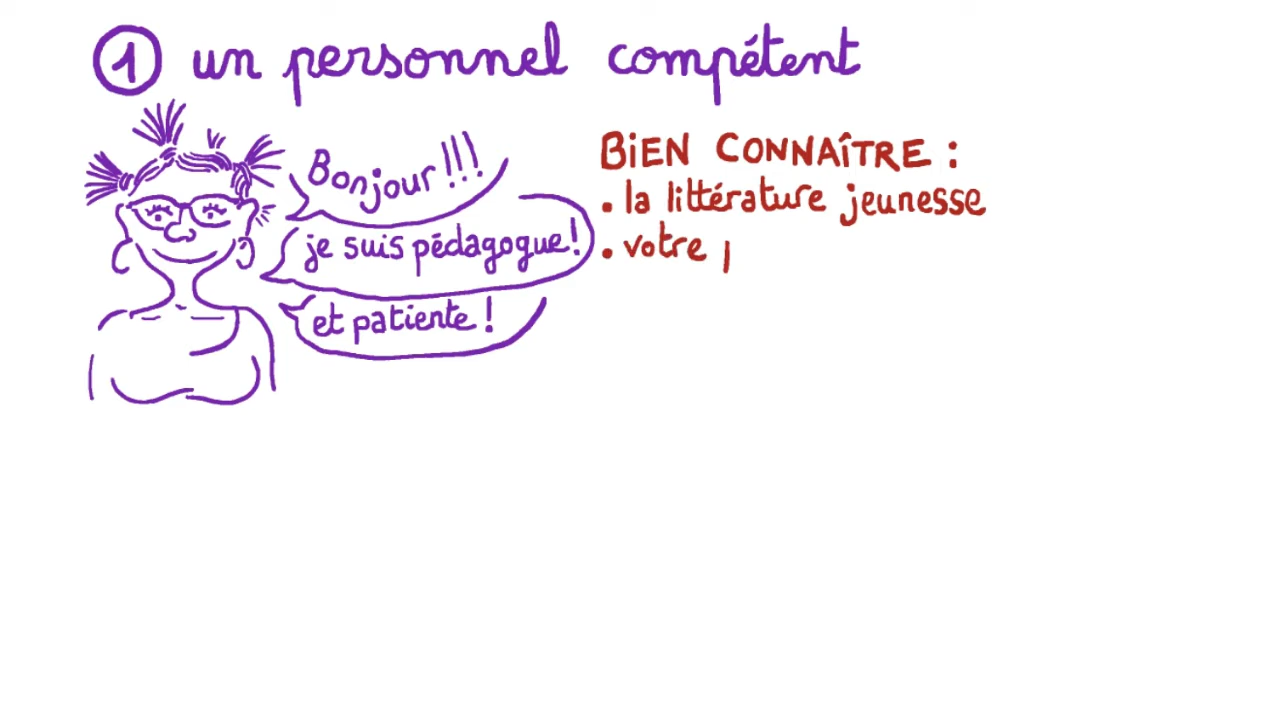 1 un personnel compétent
Bonjour!!!
je suis pédagogue!
et patiente!
BiEN CONNAÎTRE :
• la littérature jeunesse
• votre